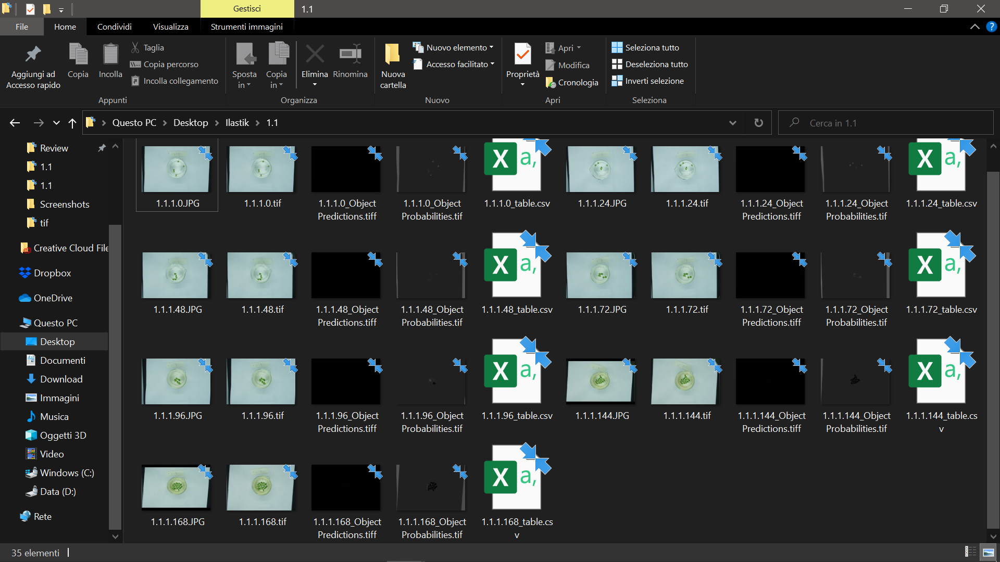 Gestisci
1.1
File
Home
Condividi
Visualizza
Strumenti immagini
Aggiungi ad
Accesso rapido
Copia
Incolla
Taglia
Copia percorso
Incolla collegamento
Appunti
Sposta
in
Copia
in
Elimina
Rinomina
Organizza
Nuova
cartella
Nuovo elemento
Accesso facilitato
Nuovo
Proprietà
Apri
Modifica
Cronologia
Apri
Seleziona tutto
Deseleziona tutto
Inverti selezione
Seleziona
Questo PC
Desktop
Ilastik
1.1
Cerca in 1.1
Review
1.1
1.1
Screenshots
tif
Creative Cloud File
Dropbox
OneDrive
Questo PC
Desktop
Documenti
Download
Immagini
Musica
Oggetti 3D
Video
Windows (C:)
Data (D:)
Rete
X a,
X a,
1.1.1.0.JPG
1.1.1.0.tif
1.1.1.0_Object
Predictions.tiff
1.1.1.0_Object
Probabilities.tif
1.1.1.0_table.csv
1.1.1.24.JPG
1.1.1.24.tif
1.1.1.24_Object
Predictions.tiff
1.1.1.24_Object
Probabilities.tif
1.1.1.24_table.csv
X a,
X a,
1.1.1.48.JPG
1.1.1.48.tif
1.1.1.48_Object
Predictions.tiff
1.1.1.48_Object
Probabilities.tif
1.1.1.48_table.csv
1.1.1.72.JPG
1.1.1.72.tif
1.1.1.72_Object
Predictions.tiff
1.1.1.72_Object
Probabilities.tif
1.1.1.72_table.csv
X a,
X a,
1.1.1.96.JPG
1.1.1.96.tif
1.1.1.96_Object
Predictions.tiff
1.1.1.96_Object
Probabilities.tif
1.1.1.96_table.csv
1.1.1.144.JPG
1.1.1.144.tif
1.1.1.144_Object
Predictions.tiff
1.1.1.144_Object
Probabilities.tif
1.1.1.144_table.cs
v
X a,
1.1.1.168.JPG
1.1.1.168.tif
1.1.1.168_Object
Predictions.tiff
1.1.1.168_Object
Probabilities.tif
1.1.1.168_table.cs
v
35 elementi